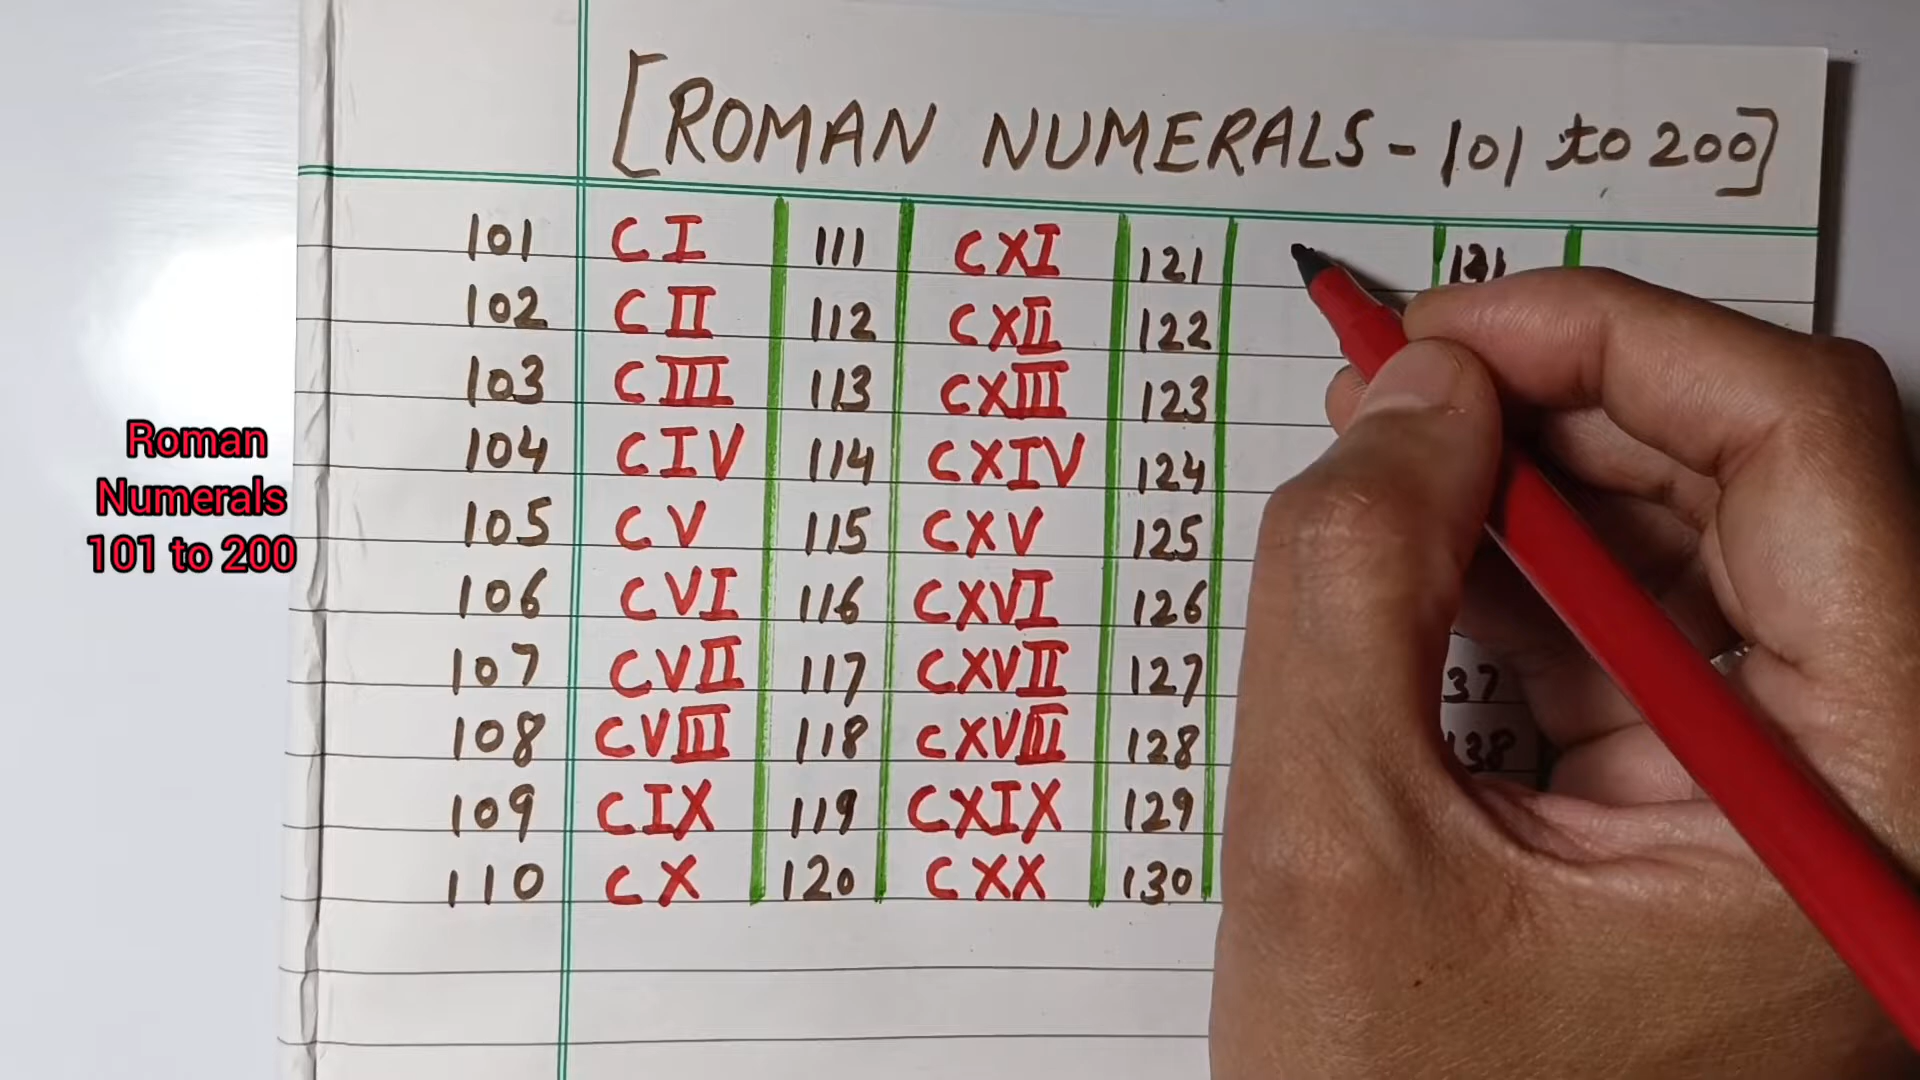 [ROMAN NUMERALS - 101 to 200]
101 CI 111 CXI 121 131
102 CII 112 CXII 122
103 CIII 113 CXIII 123
104 CIV 114 CXIV 124
105 CV 115 CXV 125
106 CVI 116 CXVI 126
107 CVII 117 CXVII 127 37
108 CVIII 118 CXVIII 128 138
109 CIX 119 CXIX 129
110 CX 120 CXX 130
Roman
Numerals
101 to 200